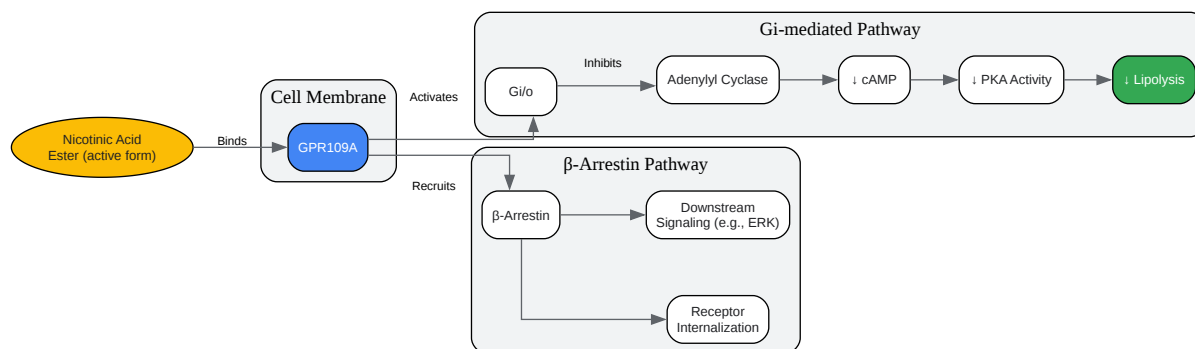 Gi-mediated Pathway
Inhibits
Gi/o
Adenylyl Cyclase
↓ cAMP
↓ PKA Activity
↓ Lipolysis
Cell Membrane
Activates
Nicotinic Acid
Ester (active form)
Binds
GPR109A
β-Arrestin Pathway
Recruits
β-Arrestin
Downstream
Signaling (e.g., ERK)
Receptor
Internalization